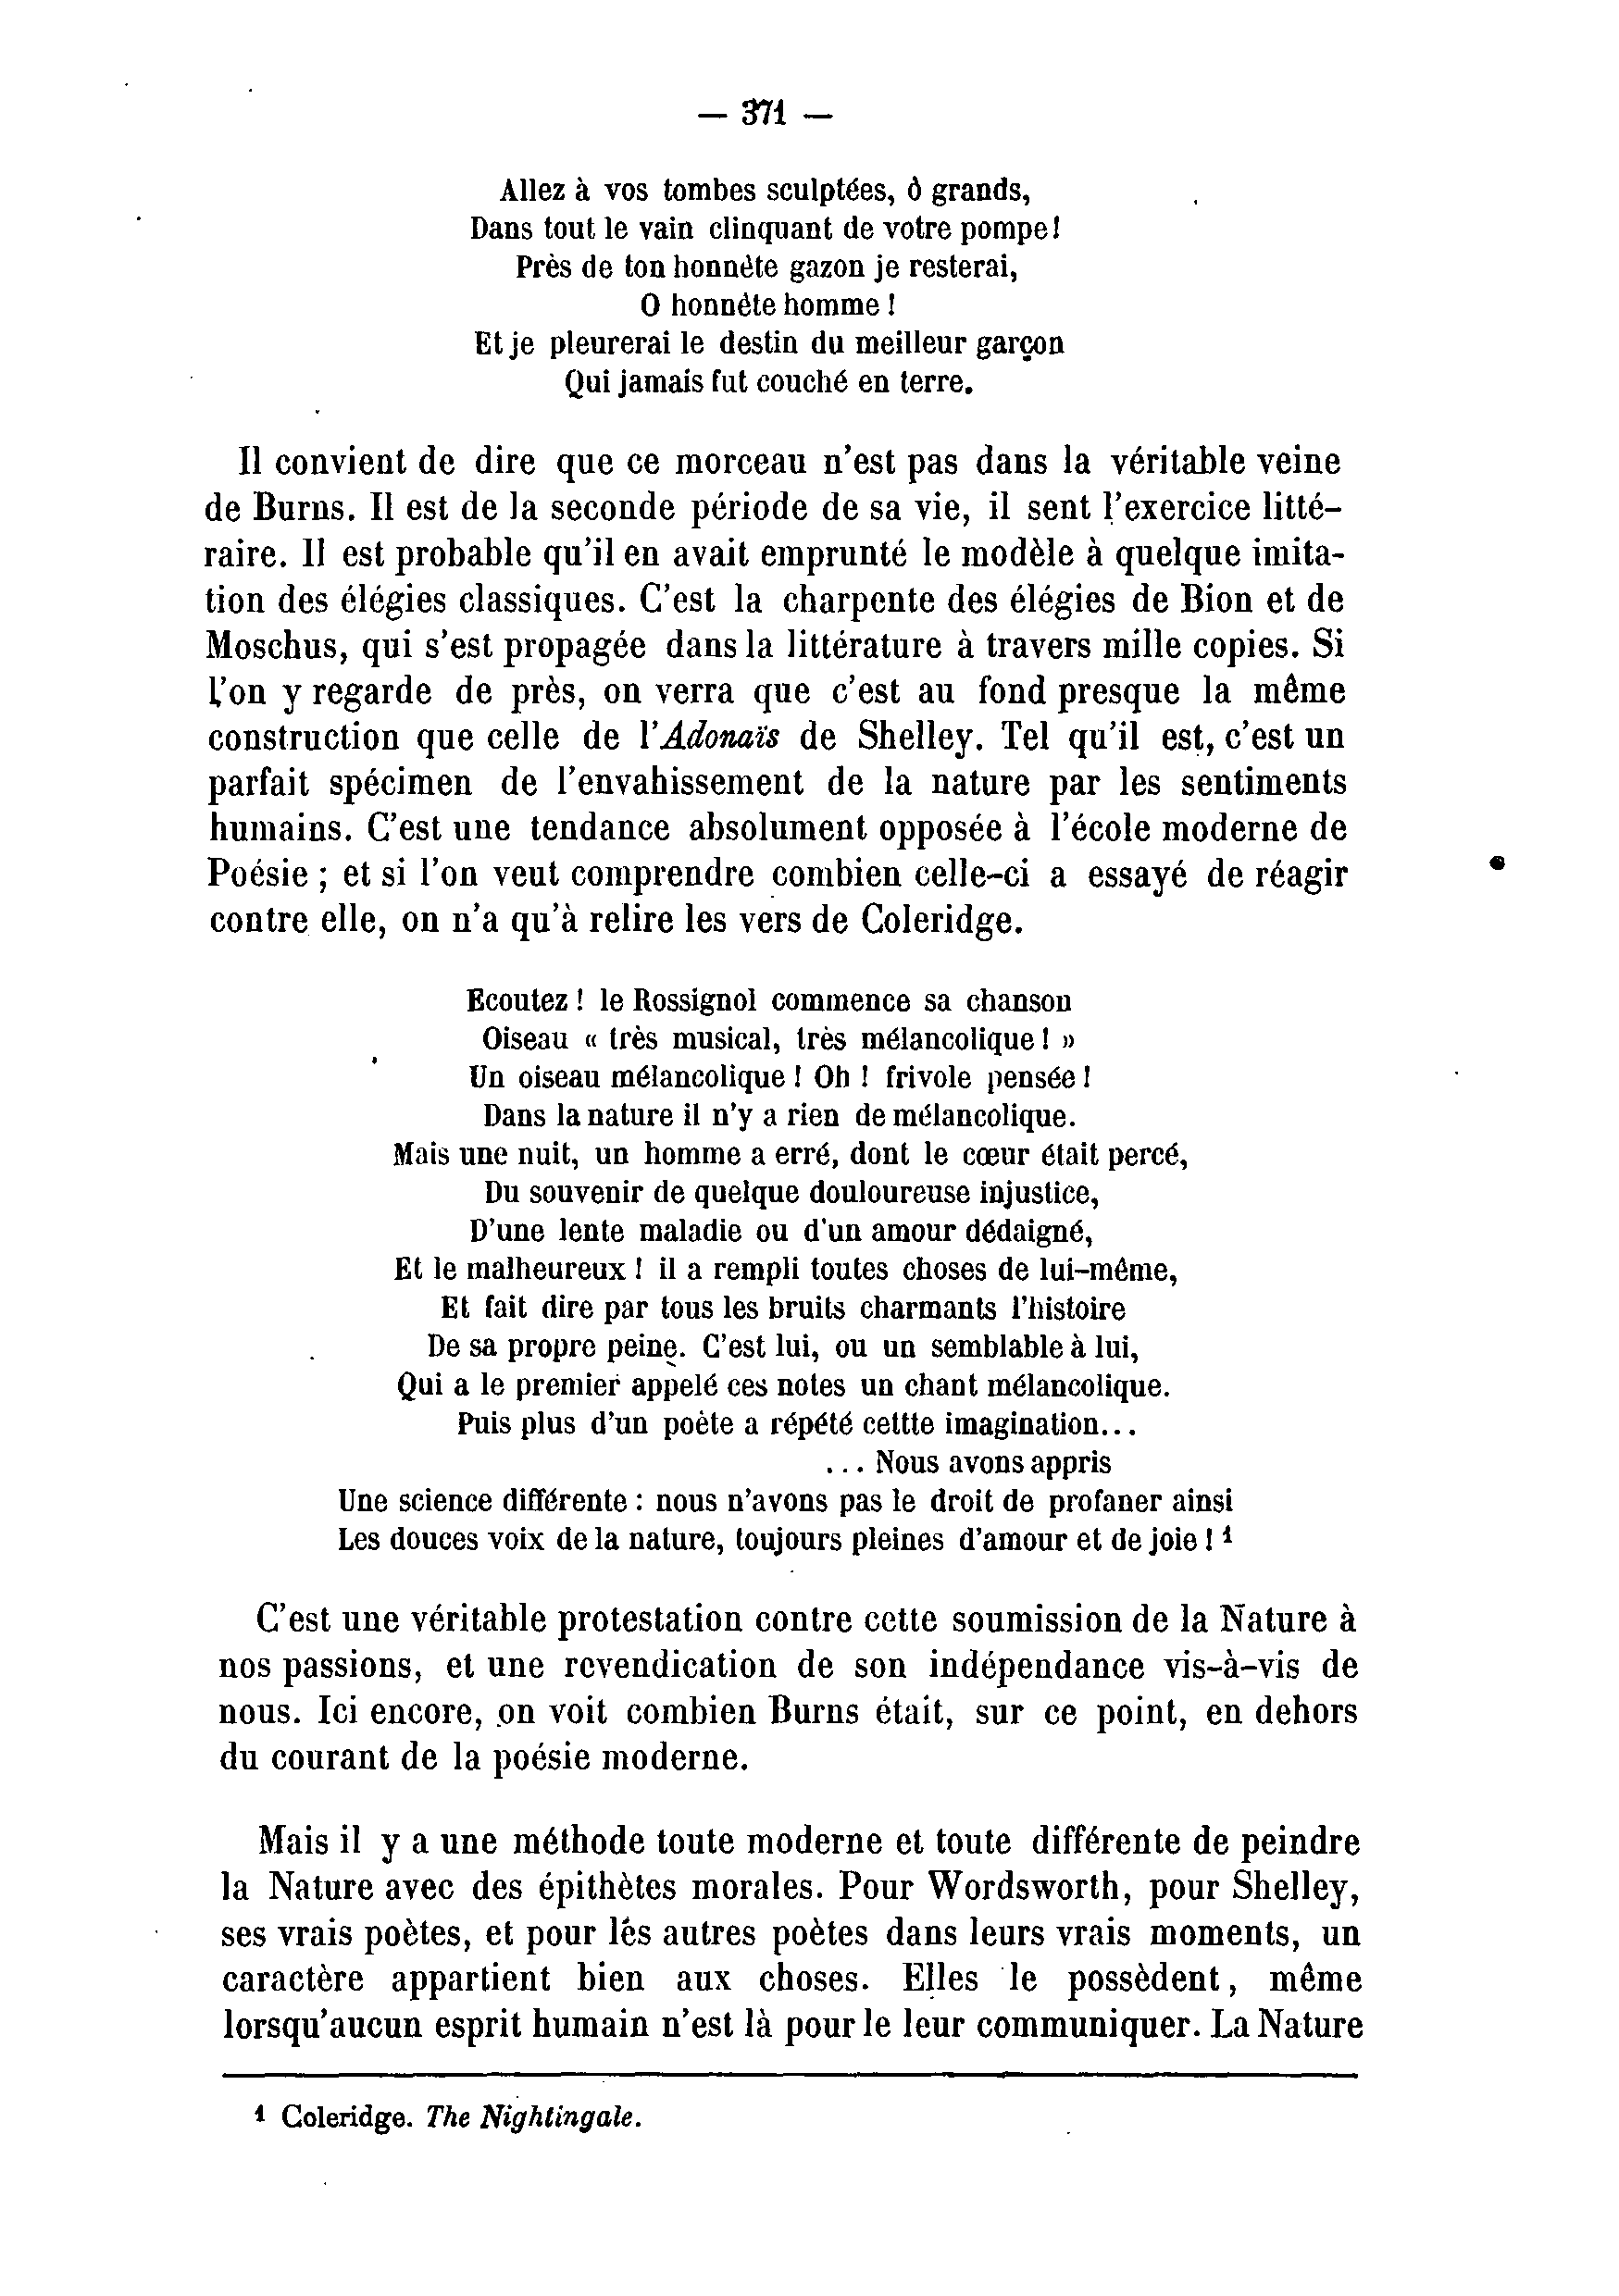 — 371 —
Allez à vos tombes sculptées, ô grands,
Dans tout le vain clinquant de votre pompe!
Près de ton honnête gazon je resterai,
O honnête homme !
Et je pleurerai le destin du meilleur garçon
Qui jamais fut couché en terre.
Il convient de dire que ce morceau n'est pas dans la véritable veine
de Burns. Il est de la seconde période de sa vie, il sent l'exercice litté-
raire. Il est probable qu'il en avait emprunté le modèle à quelque imita-
tion des élégies classiques. C'est la charpente des élégies de Bion et de
Moschus, qui s'est propagée dans la littérature à travers mille copies. Si
l'on y regarde de près, on verra que c'est au fond presque la même
construction que celle de l'Adonaïs de Shelley. Tel qu'il est, c'est un
parfait spécimen de l'envahissement de la nature par les sentiments
humains. C'est une tendance absolument opposée à l'école moderne de
Poésie ; et si l'on veut comprendre combien celle-ci a essayé de réagir
contre elle, on n'a qu'à relire les vers de Coleridge.
Ecoutez ! le Rossignol commence sa chanson
Oiseau « très musical, très mélancolique ! »
Un oiseau mélancolique ! Oh ! frivole pensée !
Dans la nature il n'y a rien de mélancolique.
Mais une nuit, un homme a erré, dont le cœur était percé,
Du souvenir de quelque douloureuse injustice,
D'une lente maladie ou d'un amour dédaigné,
Et le malheureux ! il a rempli toutes choses de lui-même,
Et fait dire par tous les bruits charmants l'histoire
De sa propre peine. C'est lui, ou un semblable à lui,
Qui a le premier appelé ces notes un chant mélancolique.
Puis plus d'un poète a répété cettte imagination...
... Nous avons appris
Une science différente : nous n'avons pas le droit de profaner ainsi
Les douces voix de la nature, toujours pleines d'amour et de joie ! 1
C'est une véritable protestation contre cette soumission de la Nature à
nos passions, et une revendication de son indépendance vis-à-vis de
nous. Ici encore, on voit combien Burns était, sur ce point, en dehors
du courant de la poésie moderne.
Mais il y a une méthode toute moderne et toute différente de peindre
la Nature avec des épithètes morales. Pour Wordsworth, pour Shelley,
ses vrais poètes, et pour les autres poètes dans leurs vrais moments, un
caractère appartient bien aux choses. Elles le possèdent, même
lorsqu'aucun esprit humain n'est là pour le leur communiquer. La Nature
1 Coleridge. The Nightingale.